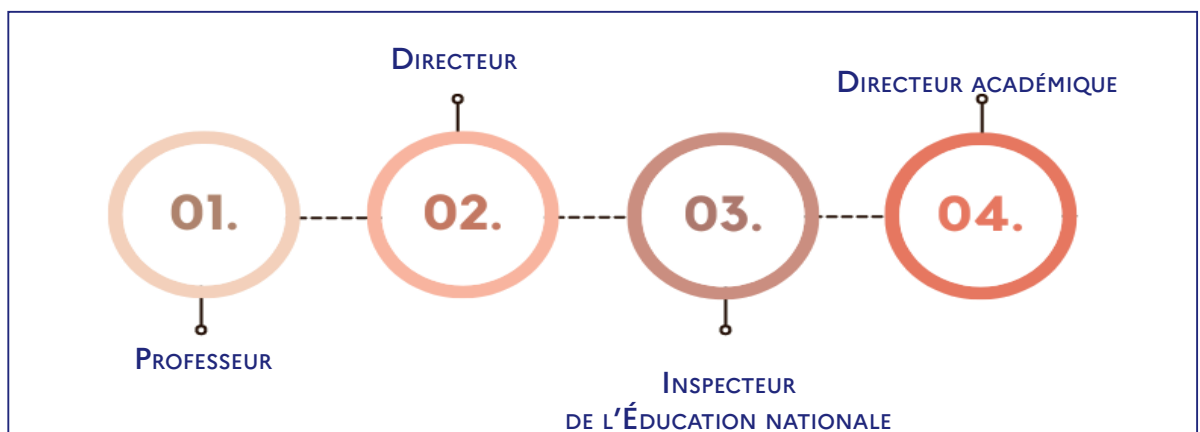 Directeur
Directeur académique
01.
02.
03.
04.
Professeur
Inspecteur
de l'Éducation nationale